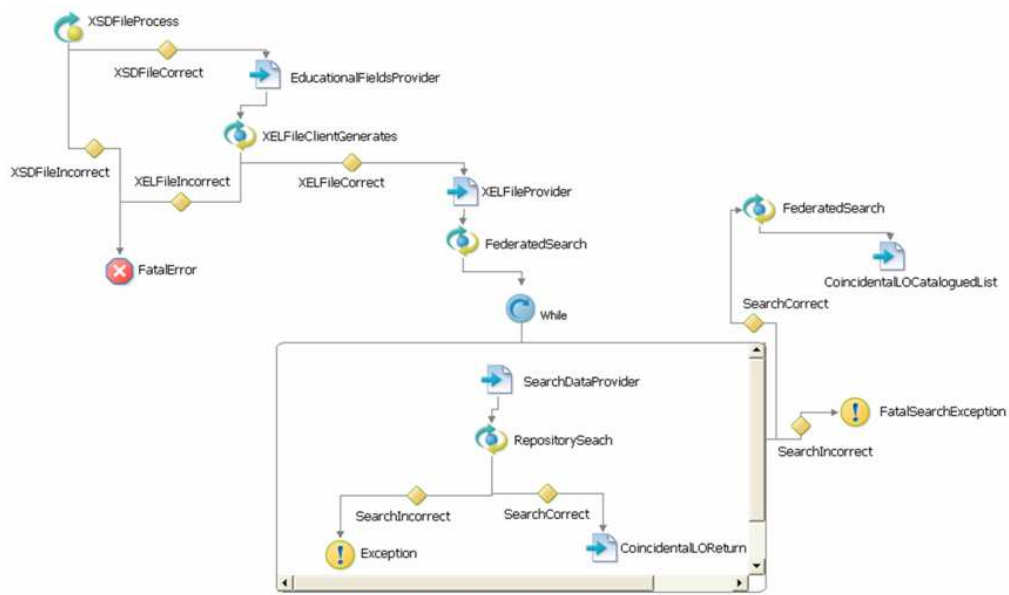 XSDFileProcess
XSDFileCorrect
EducationalFieldsProvider
XELFileClientGenerates
XSDFileIncorrect
XELFileIncorrect
XELFileCorrect
XELFileProvider
FederatedSearch
FatalError
While
FederatedSearch
CoincidentalLOCataloguedList
SearchCorrect
FatalSearchException
SearchIncorrect
SearchDataProvider
RepositorySeach
SearchIncorrect
SearchCorrect
Exception
CoincidentalLOReturn